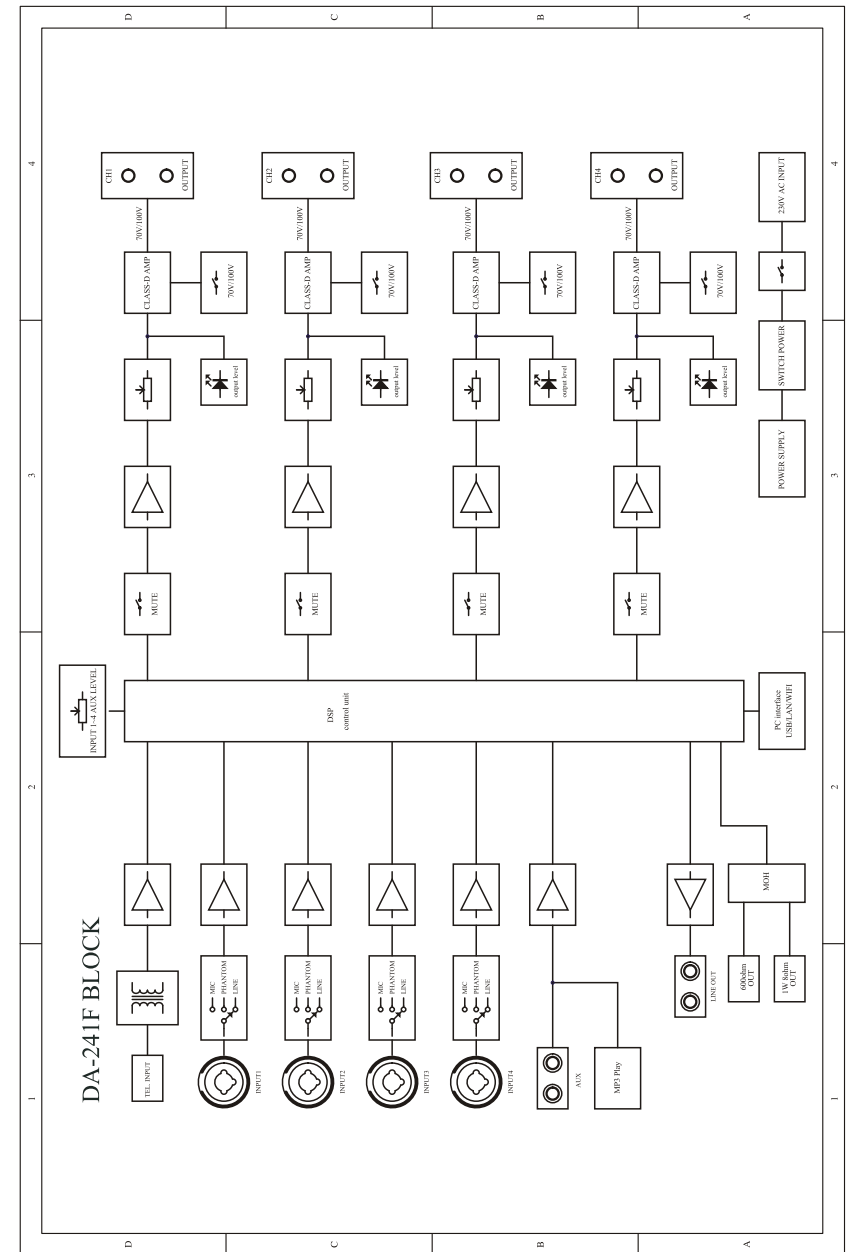 D
C
B
A
1
2
3
4
DA-241F BLOCK
TEL. INPUT
MIC
PHANTOM
LINE
INPUT1
MIC
PHANTOM
LINE
INPUT2
MIC
PHANTOM
LINE
INPUT3
MIC
PHANTOM
LINE
INPUT4
AUX
MP3 Play
LINE OUT
600ohm
OUT
1W 8ohm
OUT
MOH
INPUT 1~4 AUX LEVEL
DSP
control unit
PC interface
USB/LAN/WIFI
MUTE
output level
CLASS-D AMP
70V/100V
70V/100V
CH1
OUTPUT
MUTE
output level
CLASS-D AMP
70V/100V
70V/100V
CH2
OUTPUT
MUTE
output level
CLASS-D AMP
70V/100V
70V/100V
CH3
OUTPUT
MUTE
output level
CLASS-D AMP
70V/100V
70V/100V
CH4
OUTPUT
POWER SUPPLY
SWITCH POWER
230V AC INPUT
1
2
3
4
D
C
B
A